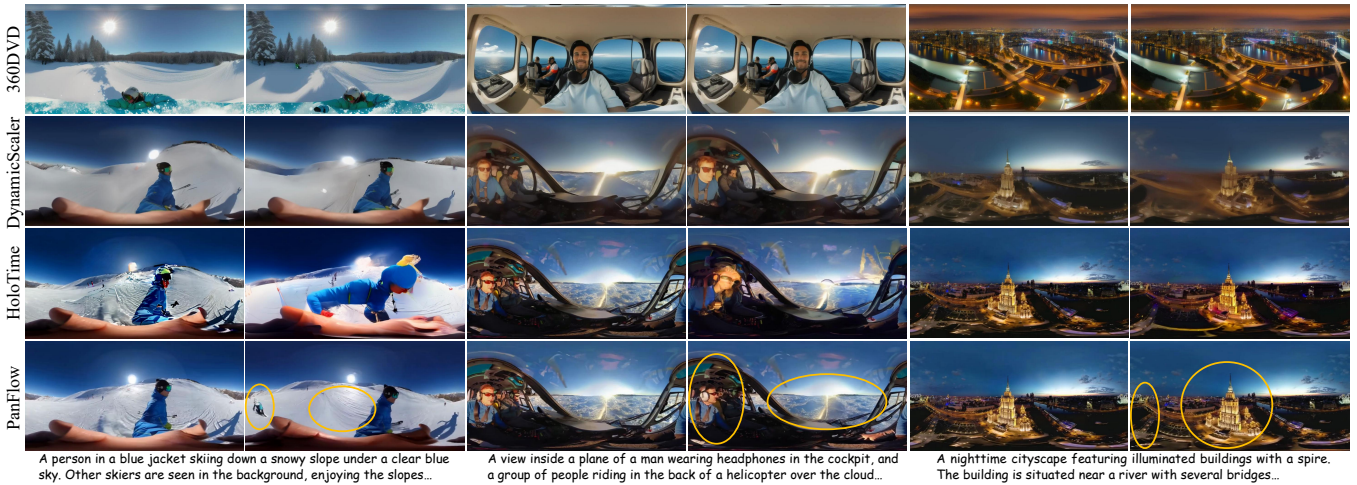 360DVD
DynamicScaler
HoloTime
PanFlow
A person in a blue jacket skiing down a snowy slope under a clear blue
sky. Other skiers are seen in the background, enjoying the slopes...
A view inside a plane of a man wearing headphones in the cockpit, and
a group of people riding in the back of a helicopter over the cloud...
A nighttime cityscape featuring illuminated buildings with a spire.
The building is situated near a river with several bridges...